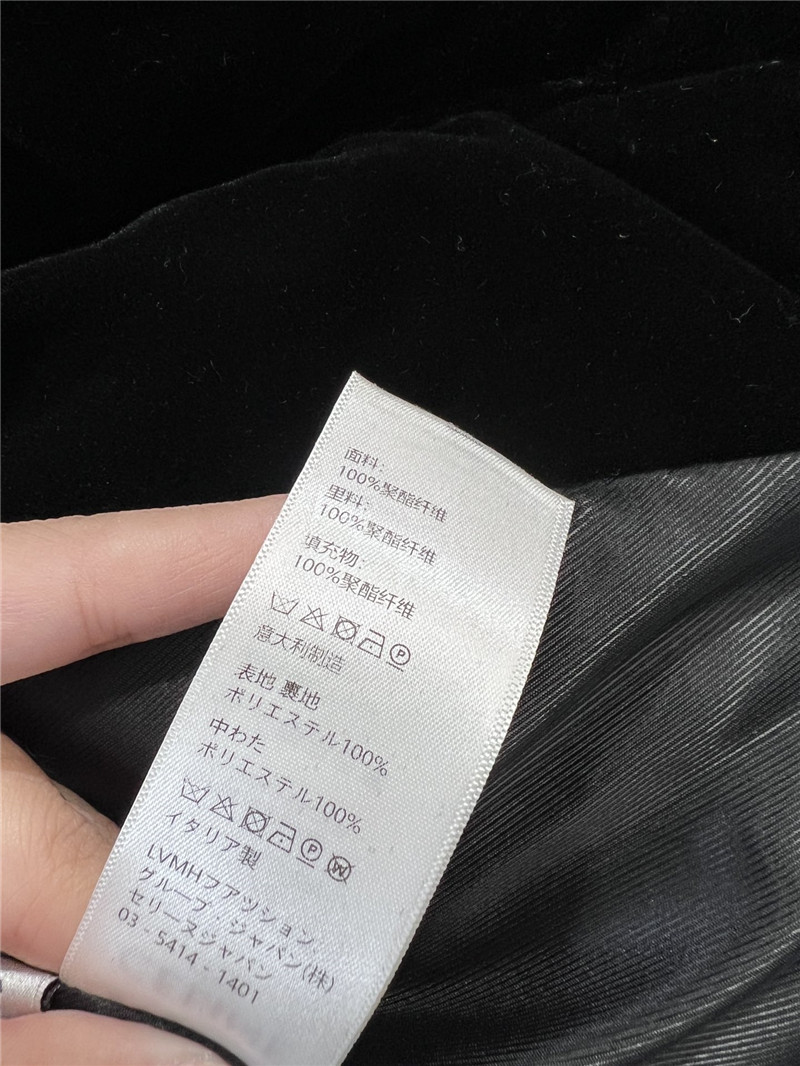 面料:
100%聚酯纤维
里料:
100%聚酯纤维
填充物:
100%聚酯纤维
P
意大利制造
表地 裏地
ポリエステル100%
中わた
ポリエステル100%
P W
イタリア製
LVMHファッション・
グループ・ジャパン(株)
セリーヌジャパン
03-5414-1401